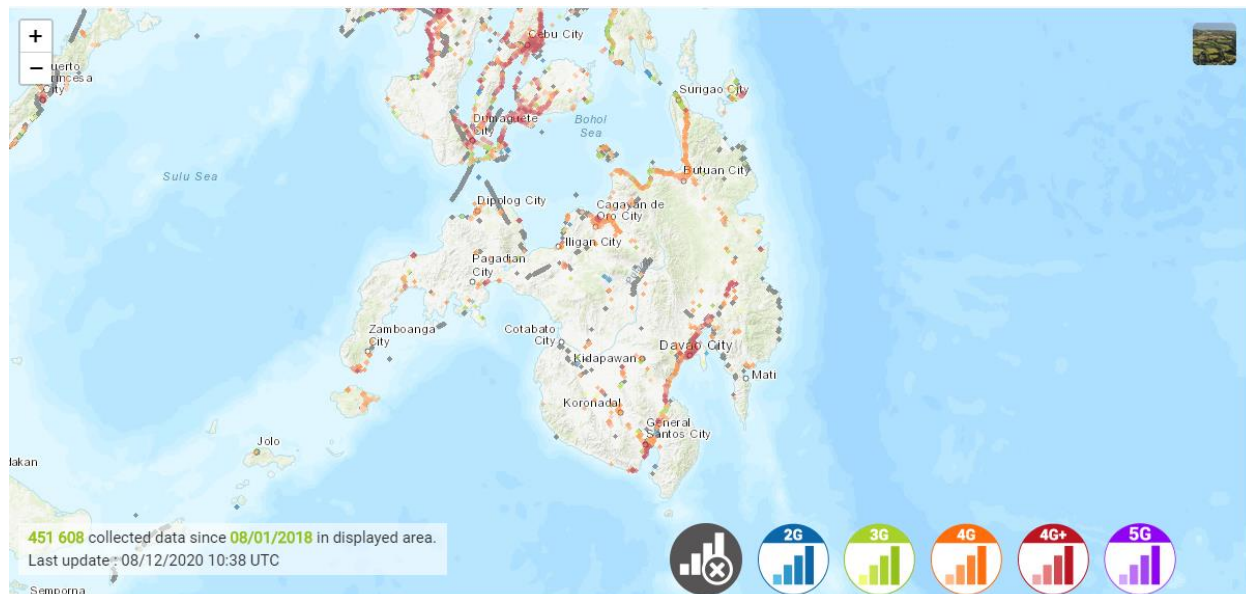 +
Cebu City
−
uerto
rincesa
City
Surigao City
Dumaguete
City
Bohol
Sea
Sulu Sea
Butuan City
Dipolog City
Cagayan de
Oro City
Iligan City
Pagadian
City
Zamboanga
City
Cotabato
City
Davao City
Kidapawan
Mati
Koronadal
General
Santos City
Jolo
dakan
451 608 collected data since 08/01/2018 in displayed area.
Last update : 08/12/2020 10:38 UTC
2G
3G
4G
4G+
5G
Semporna